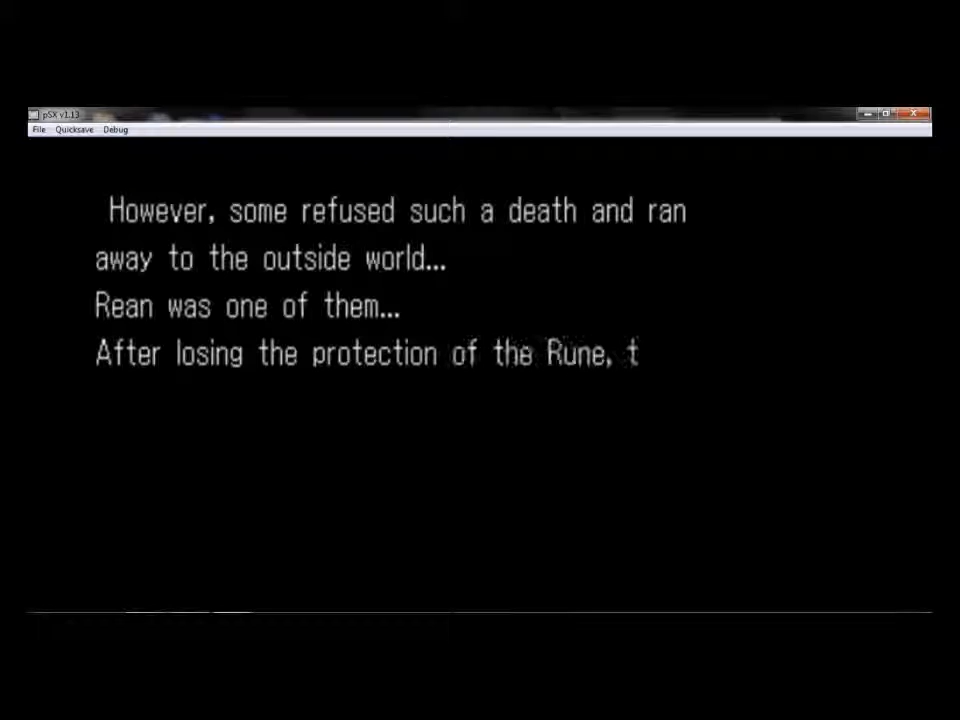 pSX v1.13
File Quicksave Debug
However, some refused such a death and ran
away to the outside world...
Rean was one of them...
After losing the protection of the Rune, t